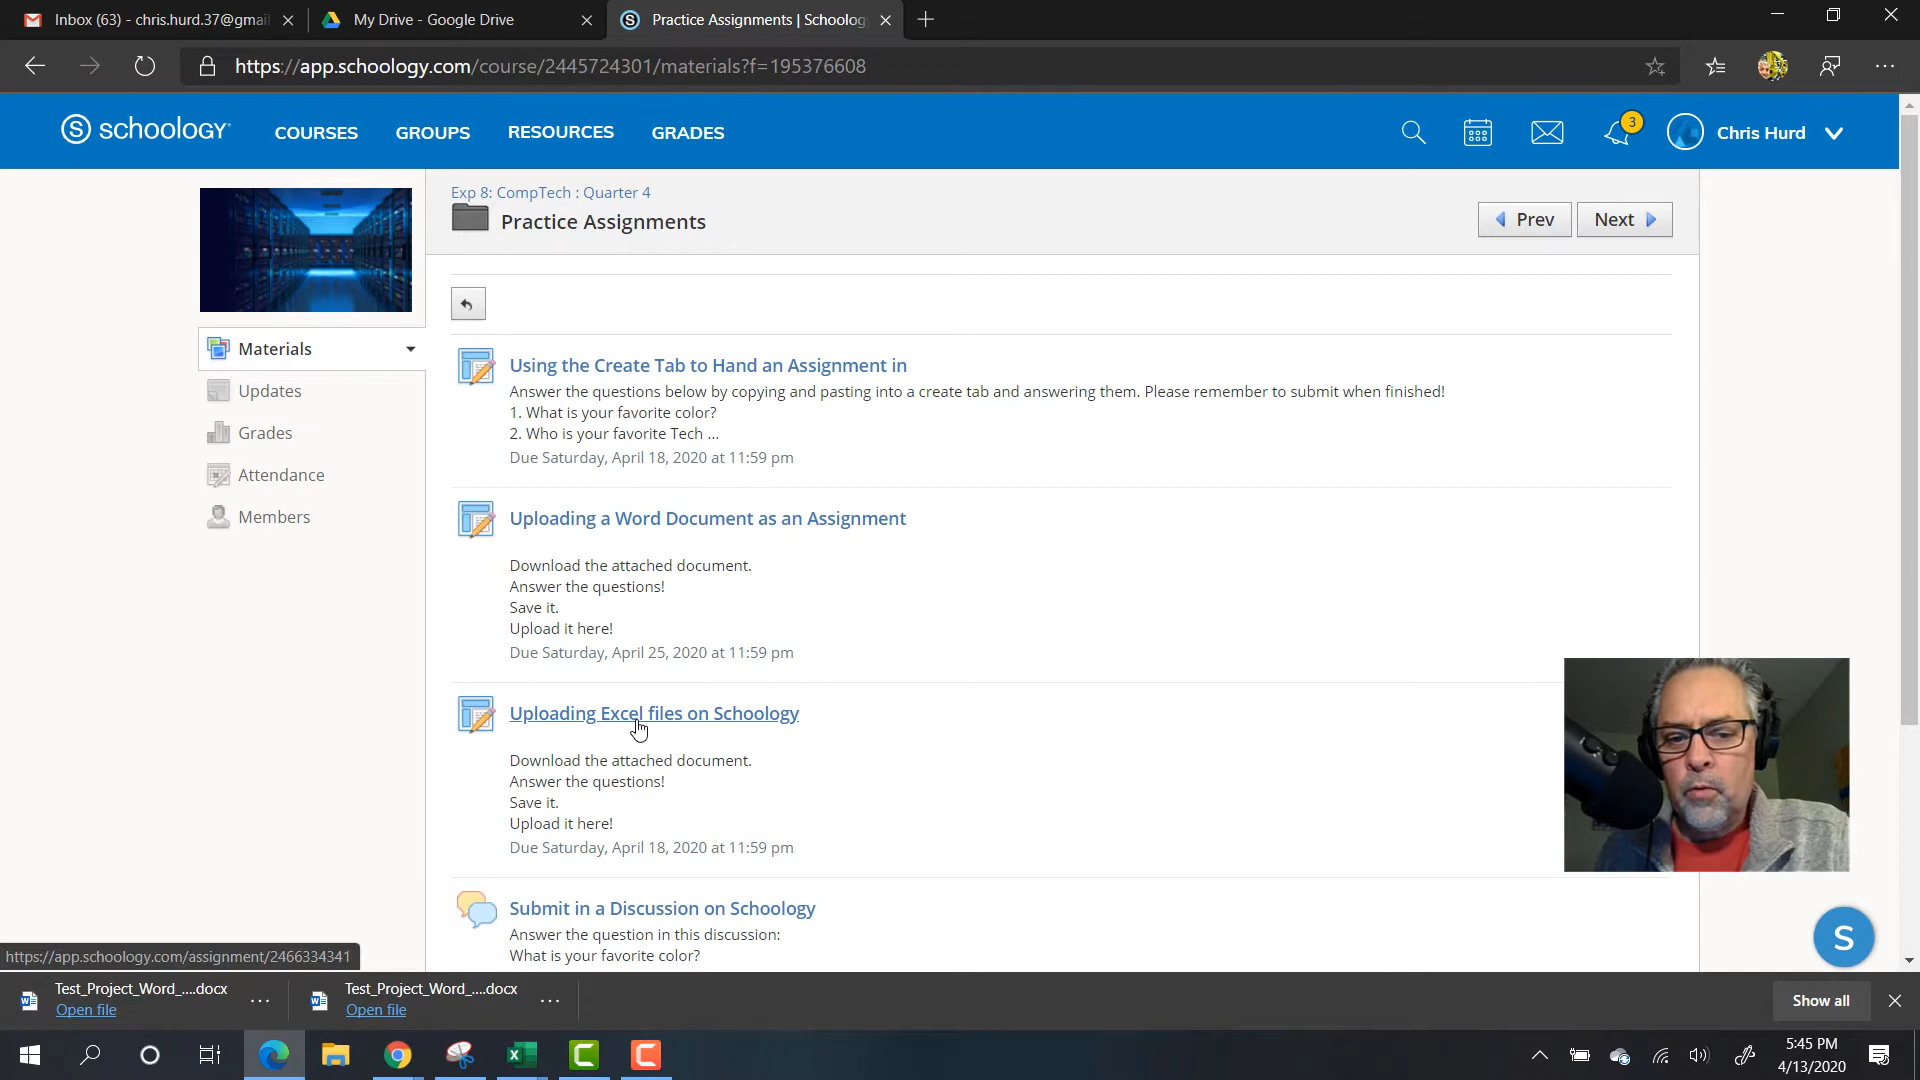 Inbox (63) - chris.hurd.37@gmai
My Drive - Google Drive
Practice Assignments | Schoology
https://app.schoology.com/course/2445724301/materials?f=195376608
S schoology
COURSES
GROUPS
RESOURCES
GRADES
3
Chris Hurd
Exp 8: CompTech : Quarter 4
Practice Assignments
Prev
Next
Materials
Updates
Grades
Attendance
Members
Using the Create Tab to Hand an Assignment in
Answer the questions below by copying and pasting into a create tab and answering them. Please remember to submit when finished!
1. What is your favorite color?
2. Who is your favorite Tech ...
Due Saturday, April 18, 2020 at 11:59 pm
Uploading a Word Document as an Assignment
Download the attached document.
Answer the questions!
Save it.
Upload it here!
Due Saturday, April 25, 2020 at 11:59 pm
Uploading Excel files on Schoology
Download the attached document.
Answer the questions!
Save it.
Upload it here!
Due Saturday, April 18, 2020 at 11:59 pm
Submit in a Discussion on Schoology
Answer the question in this discussion:
What is your favorite color?
S
https://app.schoology.com/assignment/2466334341
Test_Project_Word_....docx
Open file
Test_Project_Word_....docx
Open file
Show all
5:45 PM
4/13/2020